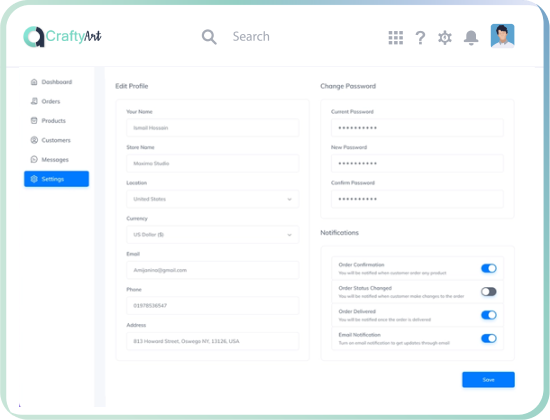 CraftyArt
Search
Dashboard
Orders
Products
Customers
Messages
Settings
Edit Profile
Your Name
Ismail Hossain
Store Name
Maximo Studio
Location
United States
Currency
US Dollar ($)
Email
Amijanina@gmail.com
Phone
01978536547
Address
813 Howard Street, Oswego NY, 13126, USA
Change Password
Current Password
**********
New Password
**********
Confirm Password
**********
Notifications
Order Confirmation
You will be notified when customer order any product
Order Status Changed
You will be notified when customer make changes to the order
Order Delivered
You will be notified once the order is delivered
Email Notification
Turn on email notification to get updates through email
Save